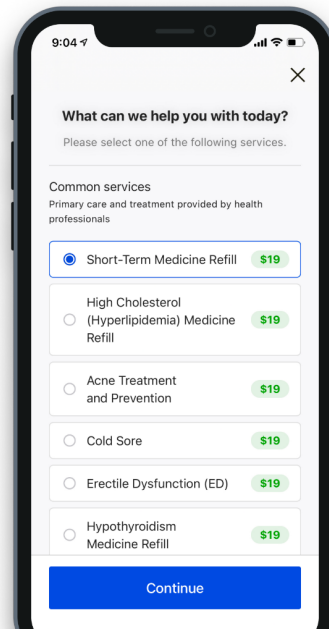 9:04
What can we help you with today?
Please select one of the following services.
Common services
Primary care and treatment provided by health
professionals
Short-Term Medicine Refill $19
High Cholesterol
(Hyperlipidemia) Medicine $19
Refill
Acne Treatment $19
and Prevention
Cold Sore $19
Erectile Dysfunction (ED) $19
Hypothyroidism $19
Medicine Refill
Continue